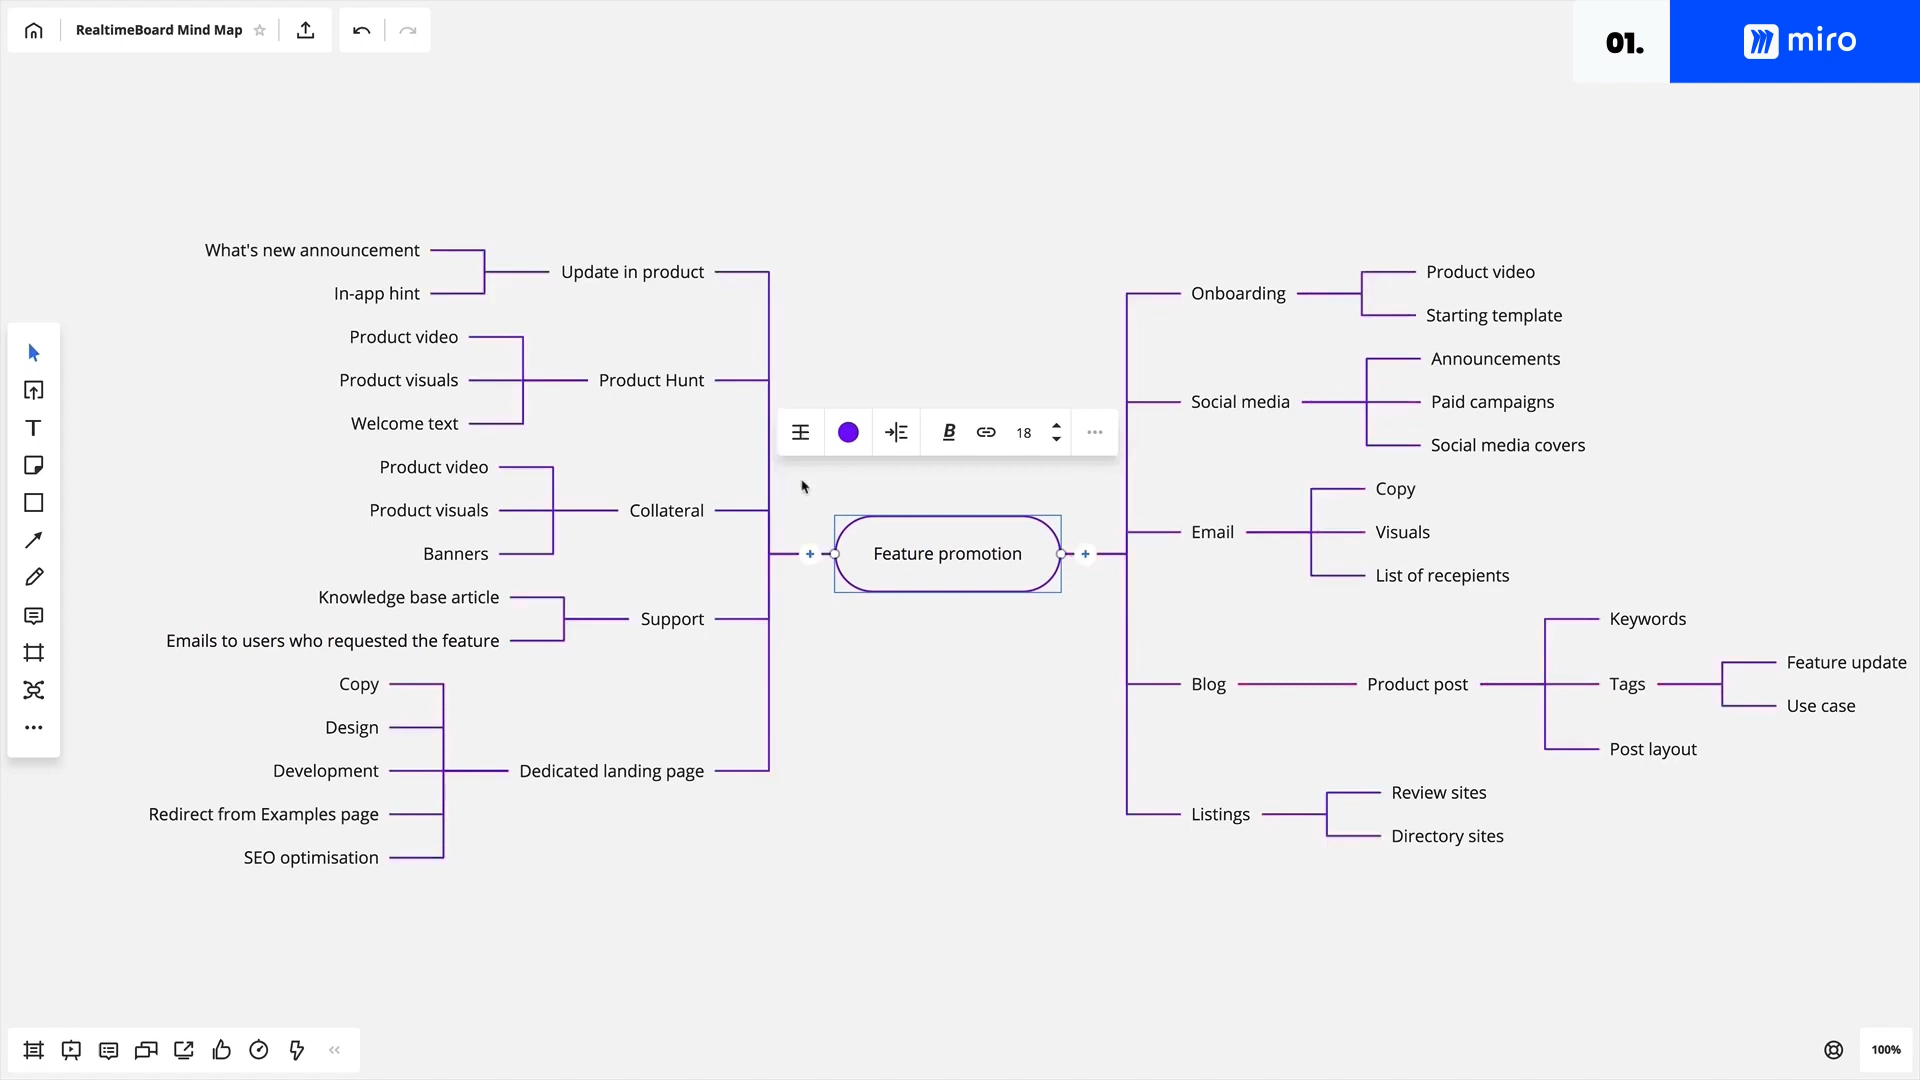 RealtimeBoard Mind Map
01.
miro
What's new announcement
In-app hint
Update in product
Product video
Product visuals
Welcome text
Product Hunt
Product video
Product visuals
Banners
Collateral
Knowledge base article
Emails to users who requested the feature
Support
Copy
Design
Development
Redirect from Examples page
SEO optimisation
Dedicated landing page
B
18
Feature promotion
Onboarding
Product video
Starting template
Social media
Announcements
Paid campaigns
Social media covers
Email
Copy
Visuals
List of recepients
Blog
Product post
Keywords
Tags
Feature update
Use case
Post layout
Listings
Review sites
Directory sites
100%